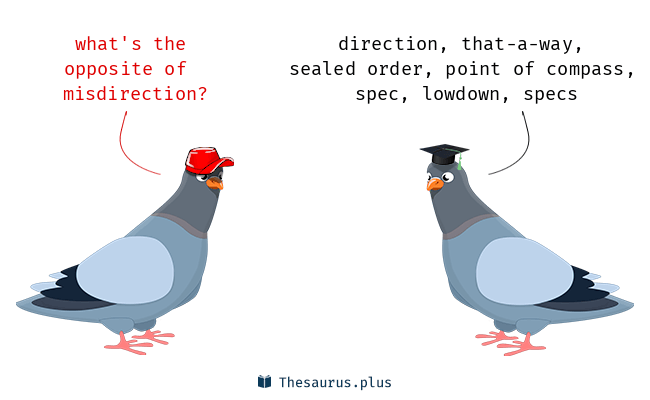 what's the
opposite of
misdirection?
direction, that-a-way,
sealed order, point of compass,
spec, lowdown, specs
Thesaurus.plus